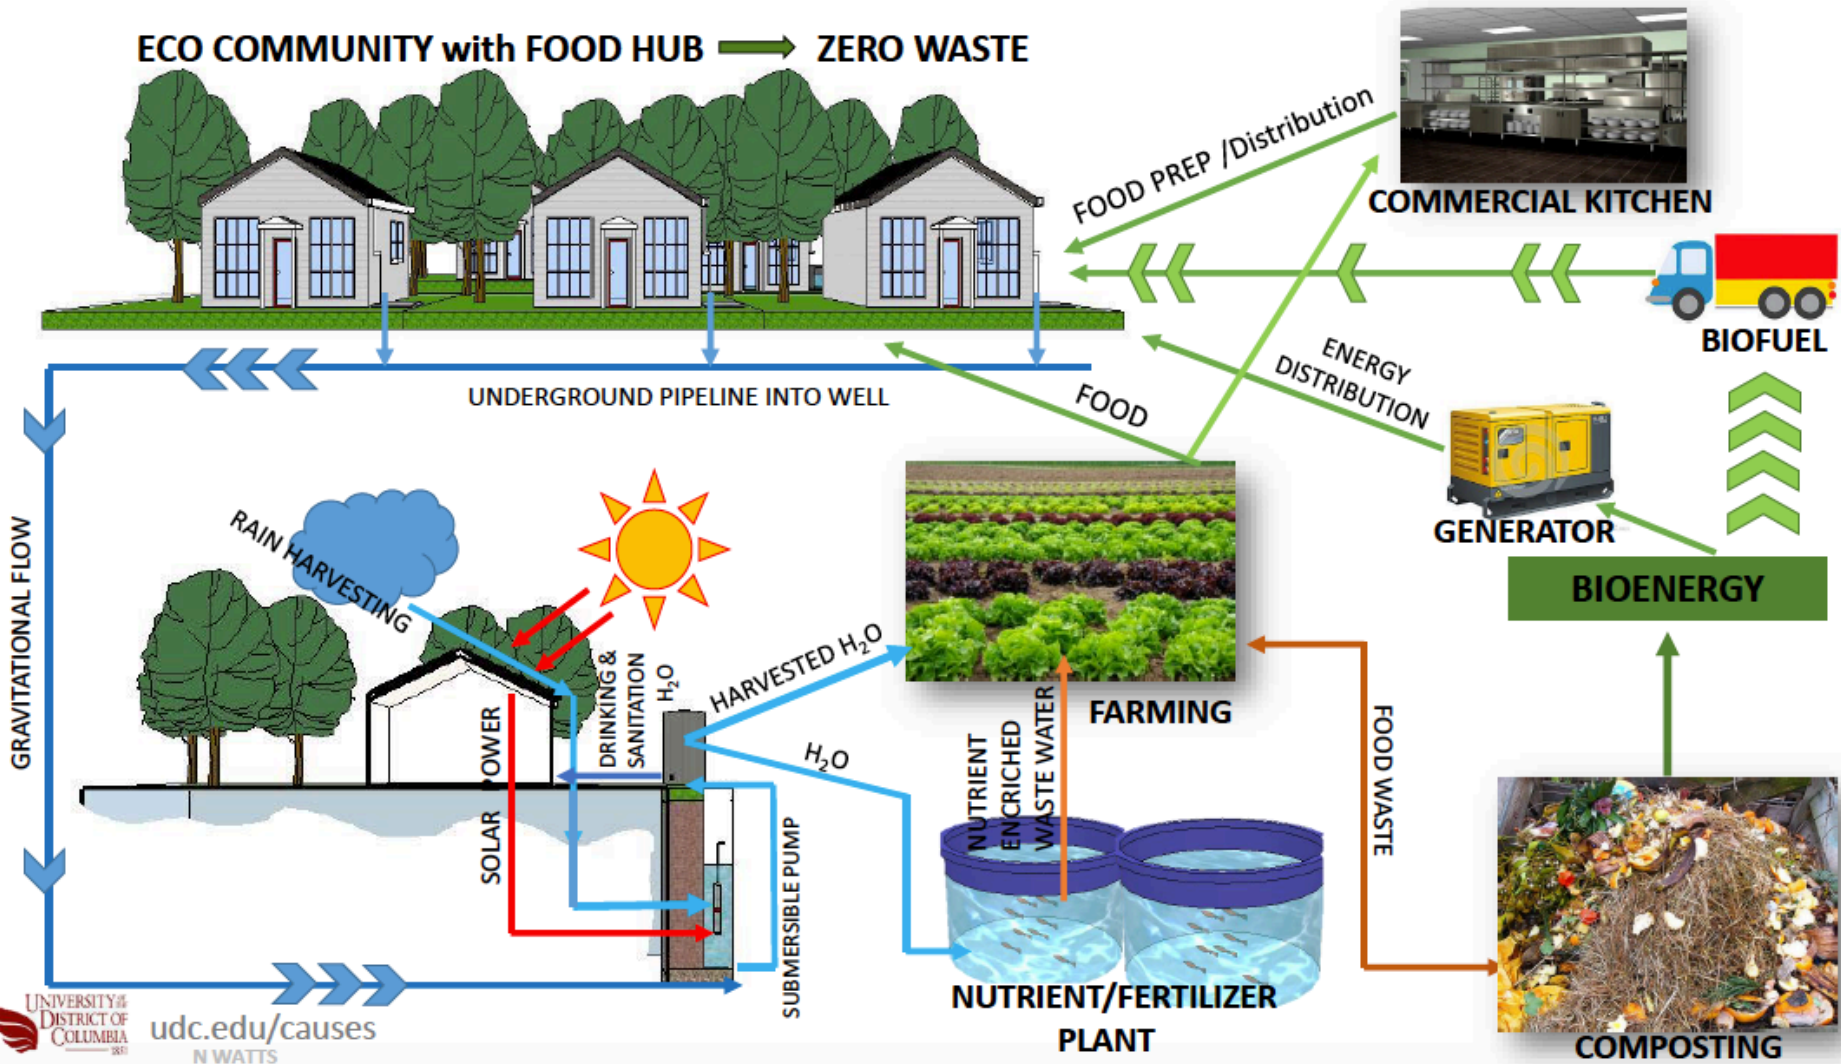 ECO COMMUNITY with FOOD HUB ZERO WASTE
FOOD PREP /Distribution
COMMERCIAL KITCHEN
BIOFUEL
ENERGY
DISTRIBUTION
UNDERGROUND PIPELINE INTO WELL
FOOD
GENERATOR
BIOENERGY
GRAVITATIONAL FLOW
RAIN HARVESTING
DRINKING &
SANITATION
H₂O
HARVESTED H₂O
FARMING
SOLAR POWER
H₂O
NUTRIENT
ENCRICHED
WASTE WATER
FOOD WASTE
SUBMERSIBLE PUMP
NUTRIENT/FERTILIZER
PLANT
COMPOSTING
UNIVERSITY OF THE
DISTRICT OF
COLUMBIA
1851
udc.edu/causes
N WATTS